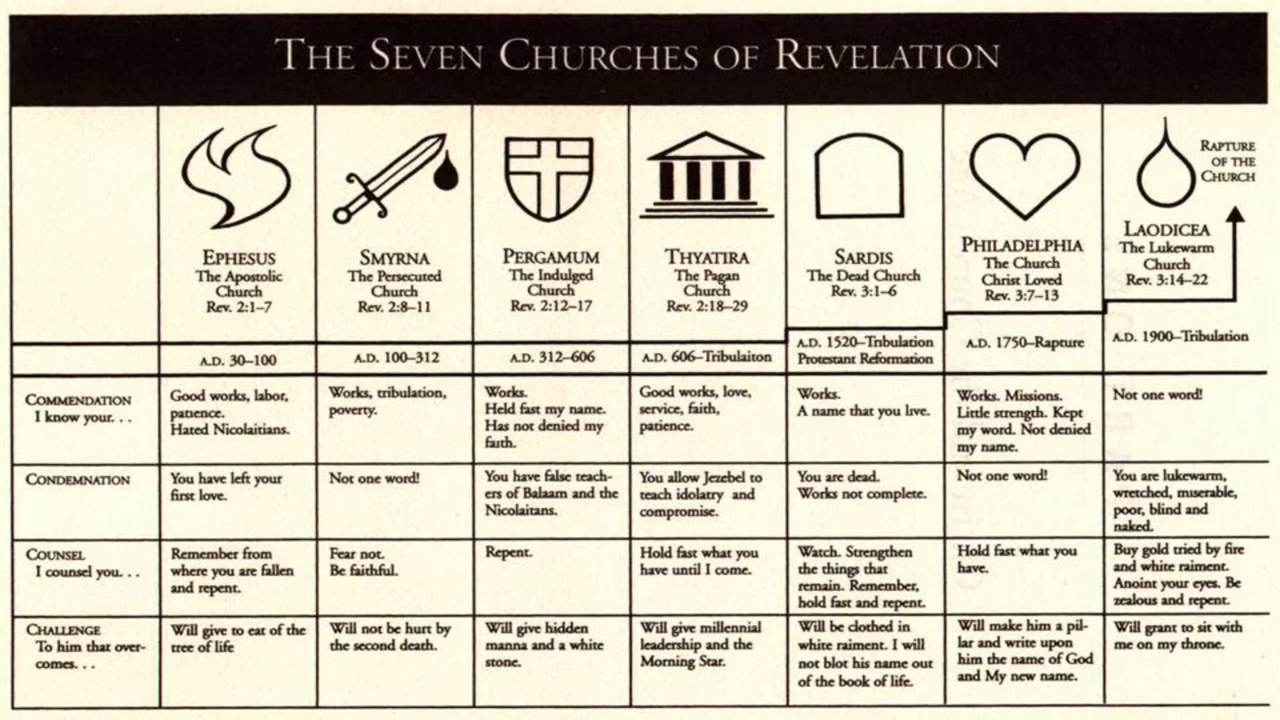 THE SEVEN CHURCHES OF REVELATION
EPHESUS
The Apostolic
Church
Rev. 2:1–7
SMYRNA
The Persecuted
Church
Rev. 2:8–11
PERGAMUM
The Indulged
Church
Rev. 2:12–17
THYATIRA
The Pagan
Church
Rev. 2:18–29
SARDIS
The Dead Church
Rev. 3:1–6
PHILADELPHIA
The Church
Christ Loved
Rev. 3:7–13
LAODICEA
The Lukewarm
Church
Rev. 3:14–22
RAPTURE
OF THE
CHURCH
A.D. 30–100
A.D. 100–312
A.D. 312–606
A.D. 606–Tribulaiton
A.D. 1520–Tribulation
Protestant Reformation
A.D. 1750–Rapture
A.D. 1900–Tribulation
COMMENDATION
I know your. . .
Good works, labor,
patience.
Hated Nicolaitians.
Works, tribulation,
poverty.
Works.
Held fast my name.
Has not denied my
faith.
Good works, love,
service, faith,
patience.
Works.
A name that you live.
Works. Missions.
Little strength. Kept
my word. Not denied
my name.
Not one word!
CONDEMNATION
You have left your
first love.
Not one word!
You have false teach-
ers of Balaam and the
Nicolaitans.
You allow Jezebel to
teach idolatry and
compromise.
You are dead.
Works not complete.
Not one word!
You are lukewarm,
wretched, miserable,
poor, blind and
naked.
COUNSEL
I counsel you. . .
Remember from
where you are fallen
and repent.
Fear not.
Be faithful.
Repent.
Hold fast what you
have until I come.
Watch. Strengthen
the things that
remain. Remember,
hold fast and repent.
Hold fast what you
have.
Buy gold tried by fire
and white raiment.
Anoint your eyes. Be
zealous and repent.
CHALLENGE
To him that over-
comes. . .
Will give to eat of the
tree of life
Will not be hurt by
the second death.
Will give hidden
manna and a white
stone.
Will give millennial
leadership and the
Morning Star.
Will be clothed in
white raiment. I will
not blot his name out
of the book of life.
Will make him a pil-
lar and write upon
him the name of God
and My new name.
Will grant to sit with
me on my throne.